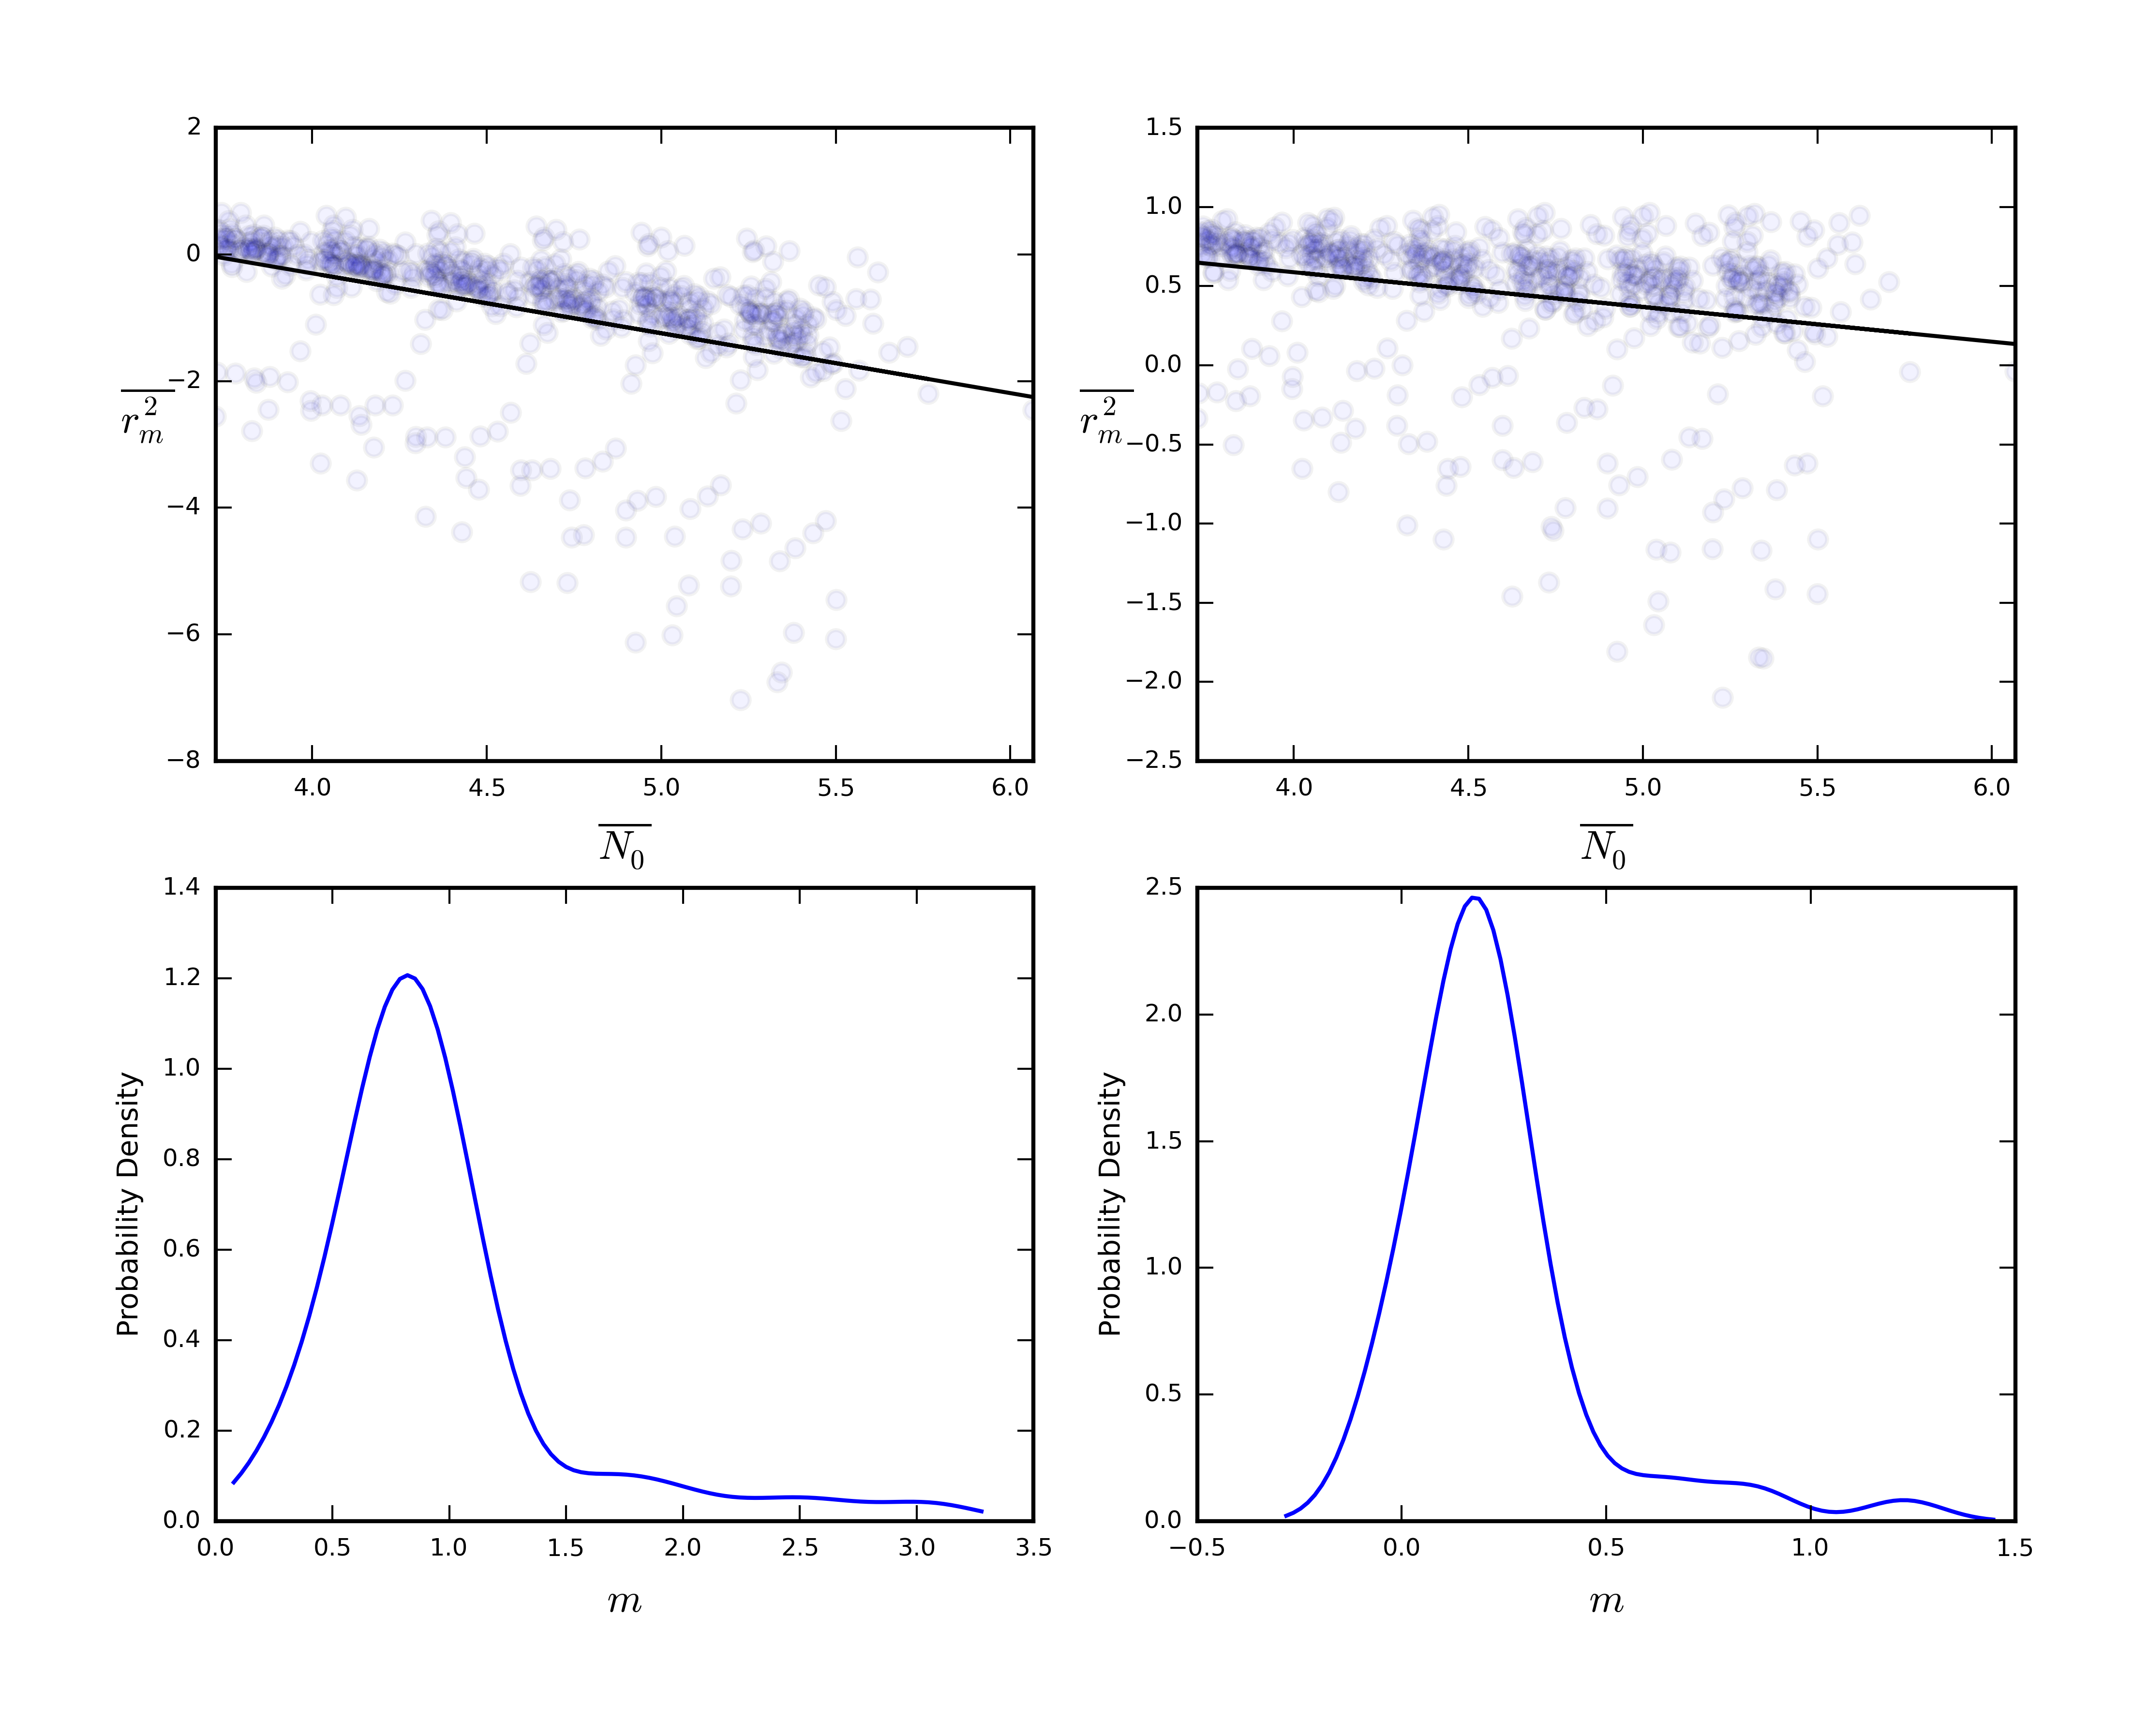 2
0
−2
−4
−6
−8
$\overline{r_m^2}$
4.0 4.5 5.0 5.5 6.0
$\overline{N_0}$
1.5
1.0
0.5
0.0
−0.5
−1.0
−1.5
−2.0
−2.5
$\overline{r_m^2}$
4.0 4.5 5.0 5.5 6.0
$\overline{N_0}$
1.4
1.2
1.0
0.8
0.6
0.4
0.2
0.0
Probability Density
0.0 0.5 1.0 1.5 2.0 2.5 3.0 3.5
m
2.5
2.0
1.5
1.0
0.5
0.0
Probability Density
−0.5 0.0 0.5 1.0 1.5
m